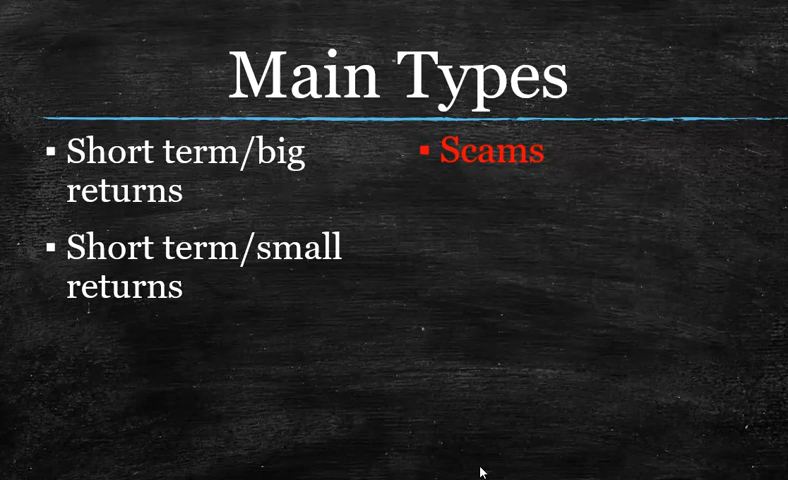 Main Types
▪ Short term/big
returns
▪ Short term/small
returns
▪ Scams